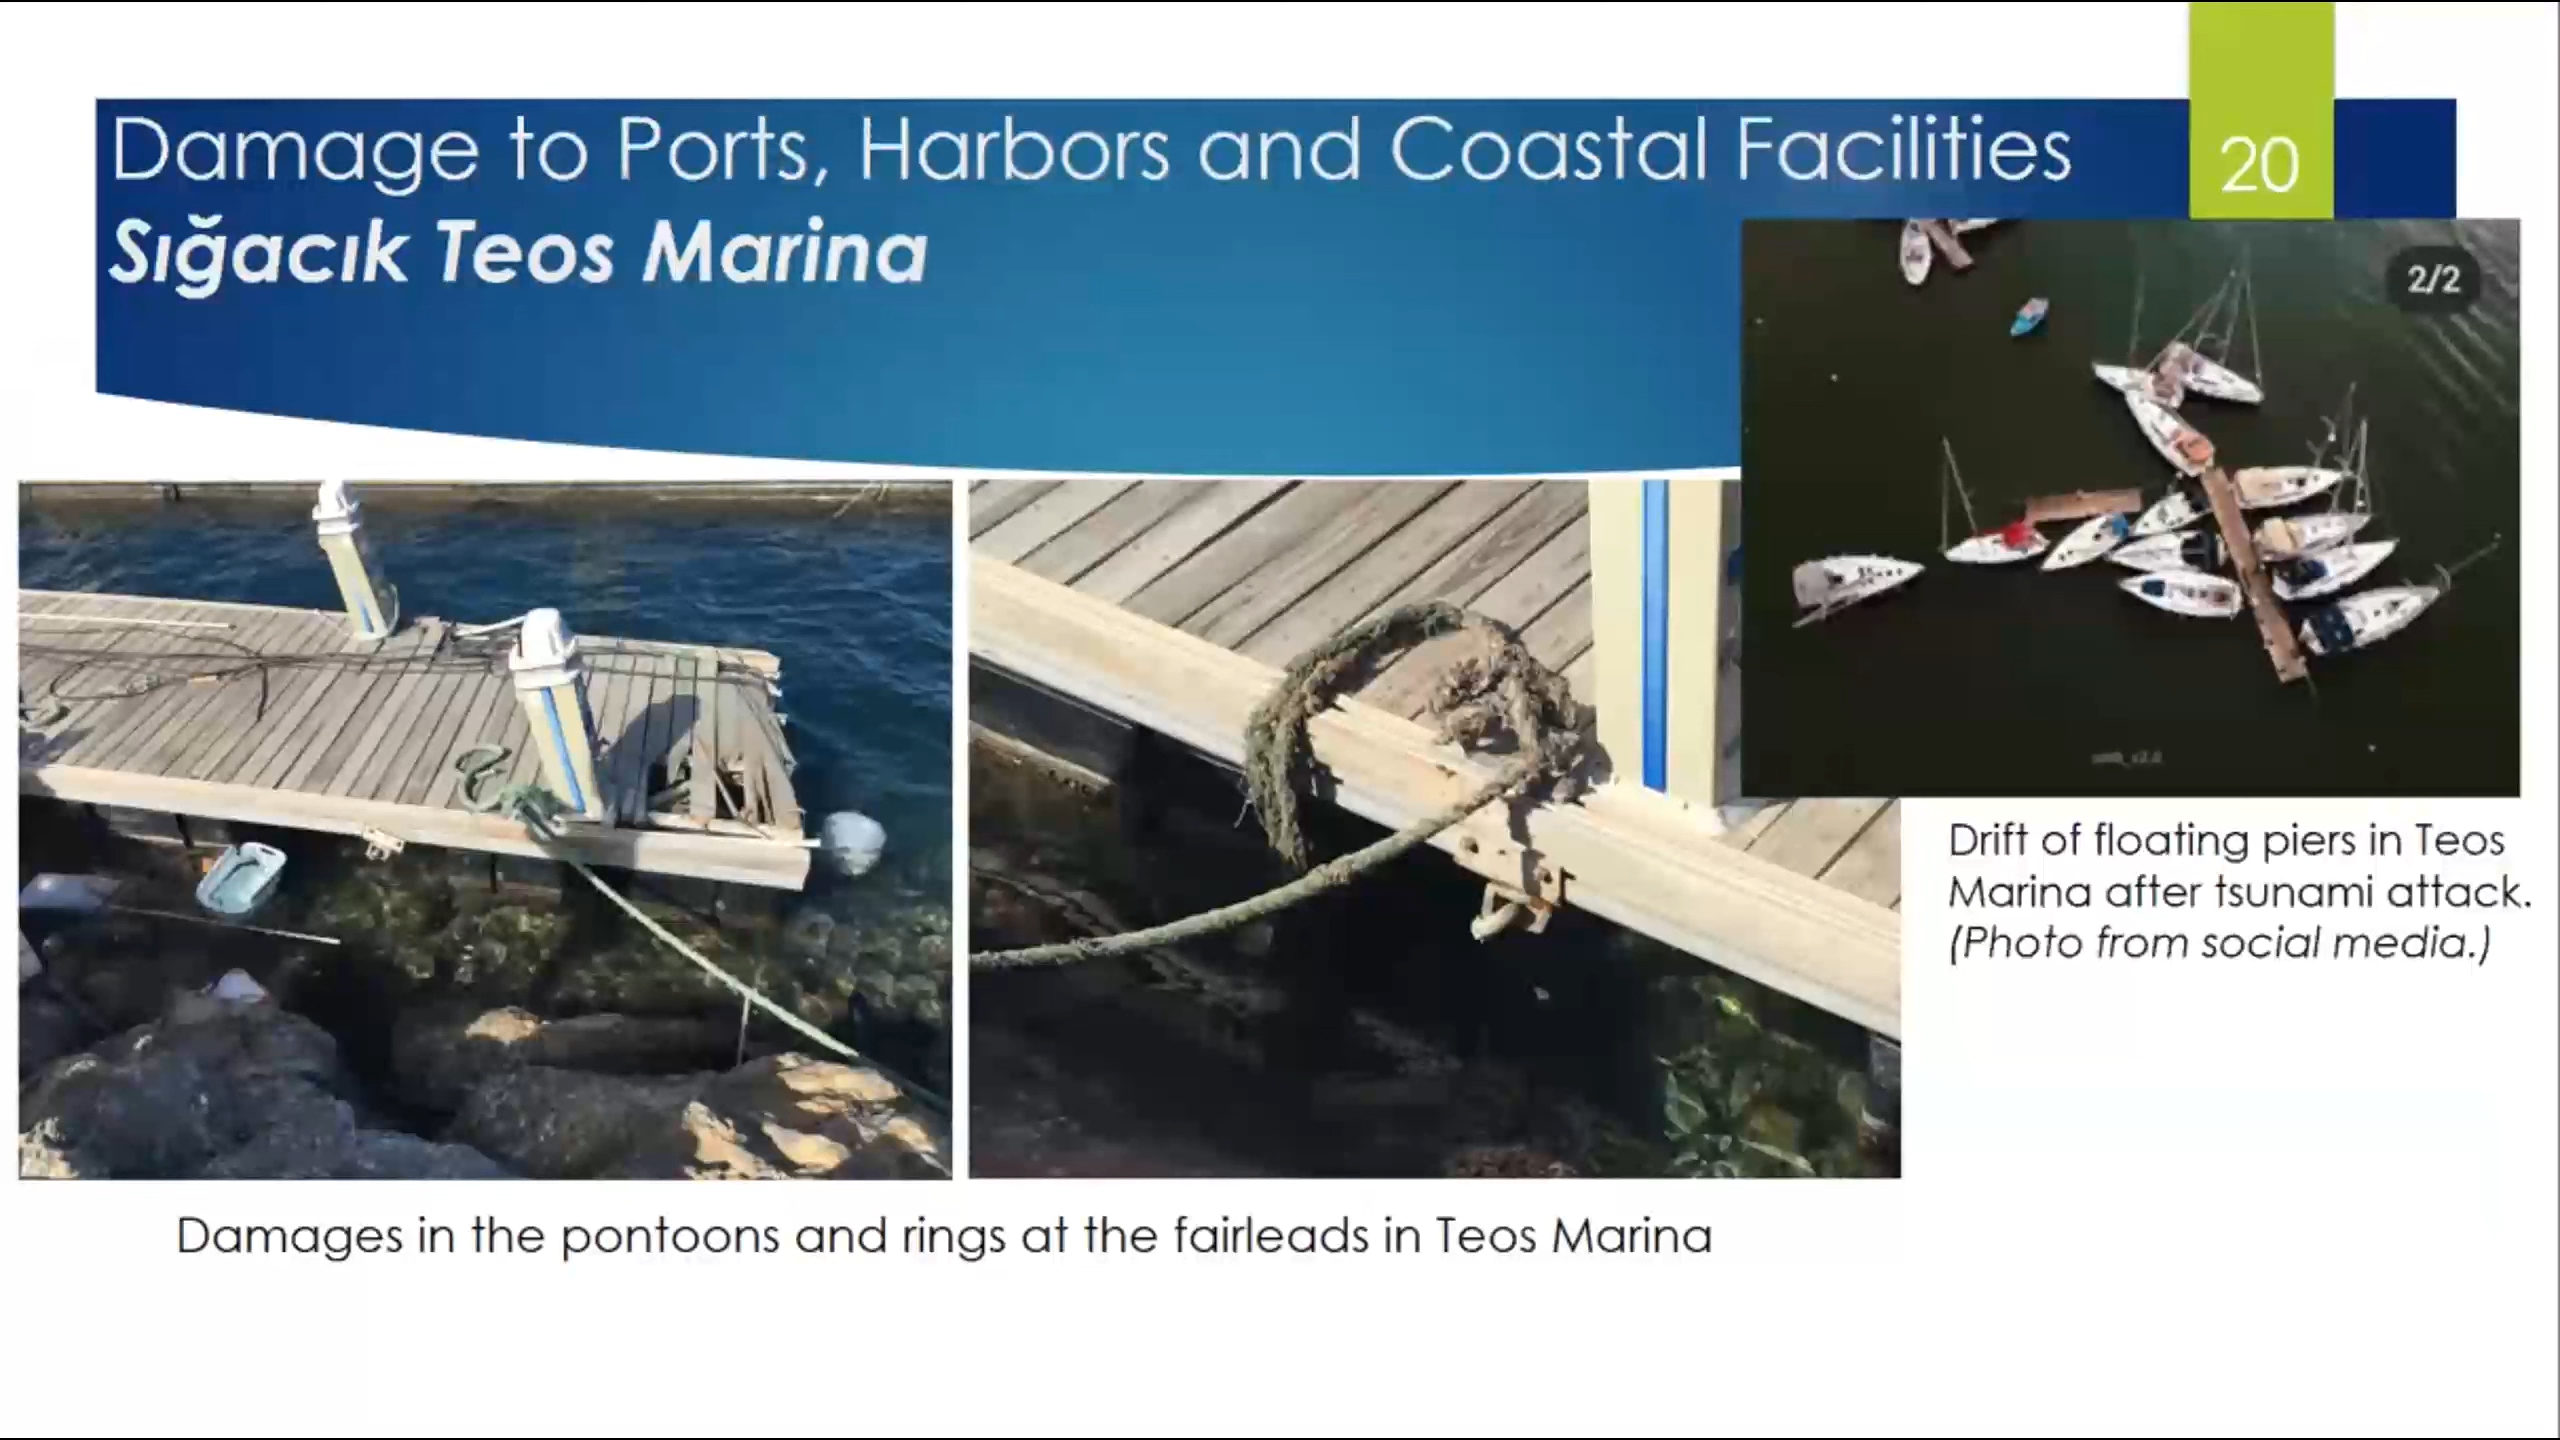 Damage to Ports, Harbors and Coastal Facilities
20
Sığacık Teos Marina
2/2
Drift of floating piers in Teos
Marina after tsunami attack.
(Photo from social media.)
Damages in the pontoons and rings at the fairleads in Teos Marina